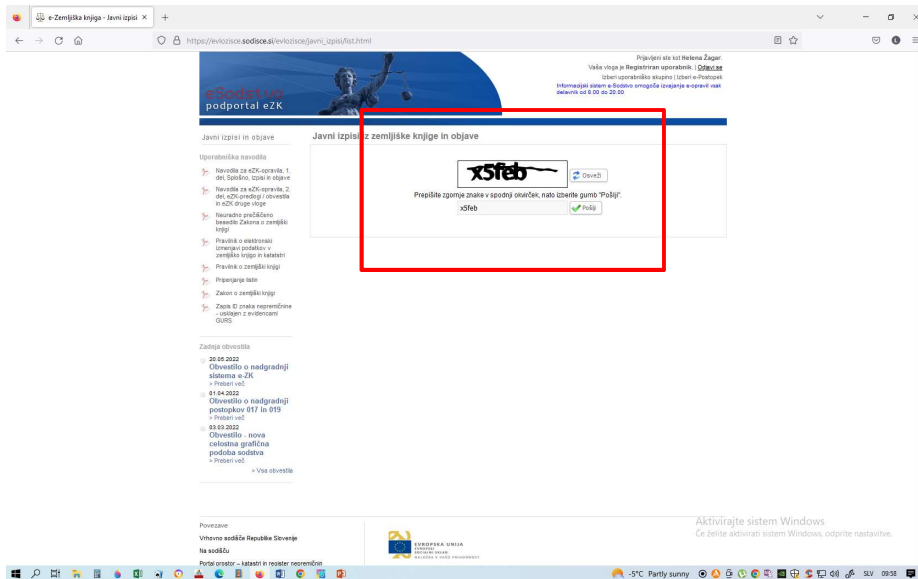 e-Zemljiška knjiga - Javni izpisi
https://evlozisce.sodisce.si/evlozisce/javni_izpisi/list.html
Prijavljeni ste kot Helena Žagar.
Vaša vloga je Registriran uporabnik. | Odjavi se
Izberi uporabniško skupino | Izberi e-Postopek
Informacijski sistem e-Sodstvo omogoča izvajanje e-opravil vsak
delavnik od 8.00 do 20.00
eSodstvo
podportal eZK
Javni izpisi in objave
Javni izpisi z zemljiške knjige in objave
Uporabniška navodila
Navodila za eZK-opravila, 1.
del, Splošno, izpisi in objave
Navodila za eZK-opravila, 2.
del, eZK-predlogi / obvestila
in eZK druge vloge
Neuradno prečiščeno
besedilo Zakona o zemljiški
knjigi
Pravilnik o elektronski
izmenjavi podatkov v
zemljiško knjigo in katastri
Pravilnik o zemljiški knjigi
Pripenjanje listin
Zakon o zemljiški knjigi
Zapis ID znaka nepremičnine
- usklajen z evidencami
GURS
x5feb
Osveži
Prepišite zgornje znake v spodnji okvirček, nato izberite gumb "Pošlji".
x5feb
Pošlji
Zadnja obvestila
20.05.2022
Obvestilo o nadgradnji
sistema e-ZK
> Preberi več
01.04.2022
Obvestilo o nadgradnji
postopkov 017 in 019
> Preberi več
03.03.2022
Obvestilo - nova
celostna grafična
podoba sodstva
> Preberi več
> Vsa obvestila
Povezave
Vrhovno sodišče Republike Slovenije
Na sodišču
Portal prostor – katastri in register nepremičnin
EVROPSKA UNIJA
EVROPSKI
SOCIALNI SKLAD
NALOŽBA V VAŠO PRIHODNOST
Aktivirajte sistem Windows
Če želite aktivirati sistem Windows, odprite nastavitve.
-5°C Partly sunny
SLV
09:58